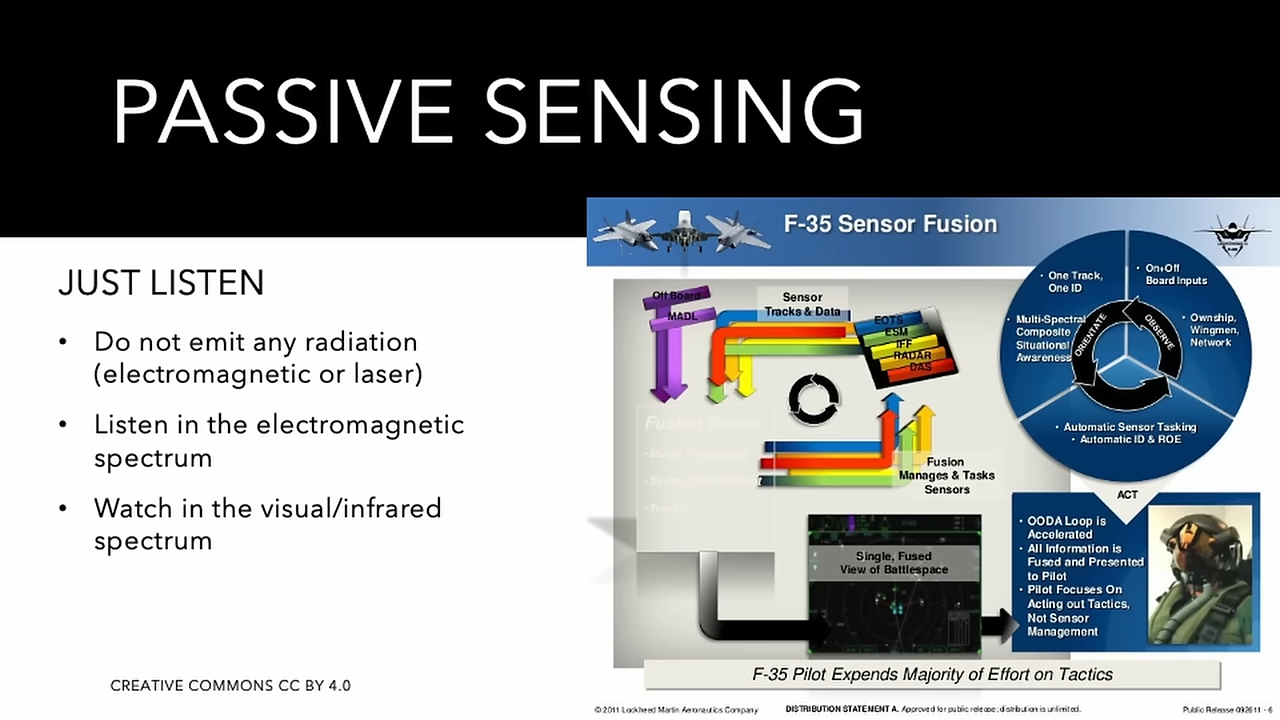 PASSIVE SENSING
JUST LISTEN
• Do not emit any radiation
(electromagnetic or laser)
• Listen in the electromagnetic
spectrum
• Watch in the visual/infrared
spectrum
CREATIVE COMMONS CC BY 4.0
F-35 Sensor Fusion
Off Board
MADL
Sensor
Tracks & Data
EOTS
ESM
IFF
RADAR
DAS
Fusion Server
Fusion
Manages & Tasks
Sensors
Single, Fused
View of Battlespace
• One Track,
One ID
• On+Off
Board Inputs
• Multi-Spectral
Composite
Situational
Awareness
• Ownship,
Wingmen,
Network
ORIENTATE
OBSERVE
• Automatic Sensor Tasking
• Automatic ID & ROE
ACT
• OODA Loop is
Accelerated
• All Information is
Fused and Presented
to Pilot
• Pilot Focuses On
Acting out Tactics,
Not Sensor
Management
F-35 Pilot Expends Majority of Effort on Tactics
© 2011 Lockheed Martin Aeronautics Company
DISTRIBUTION STATEMENT A. Approved for public release; distribution is unlimited.
Public Release 092611 - 6